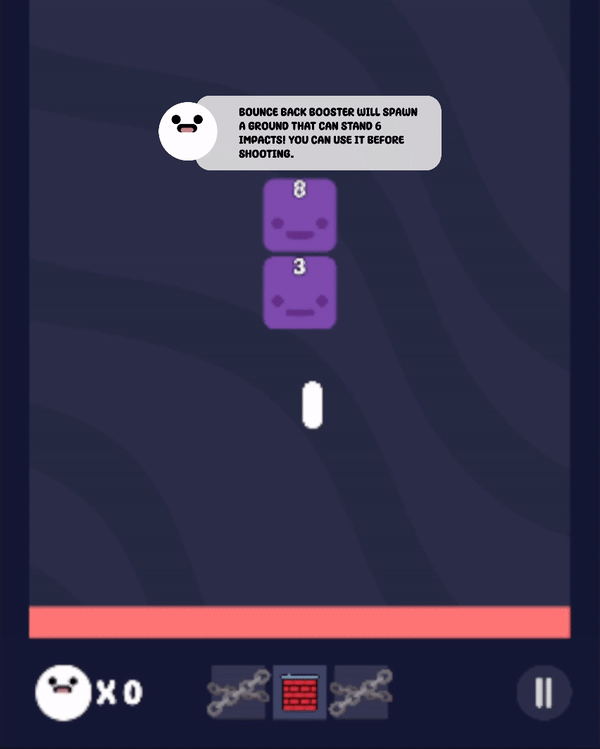 BOUNCE BACK BOOSTER WILL SPAWN
A GROUND THAT CAN STAND 6
IMPACTS! YOU CAN USE IT BEFORE
SHOOTING.
8
3
X 0